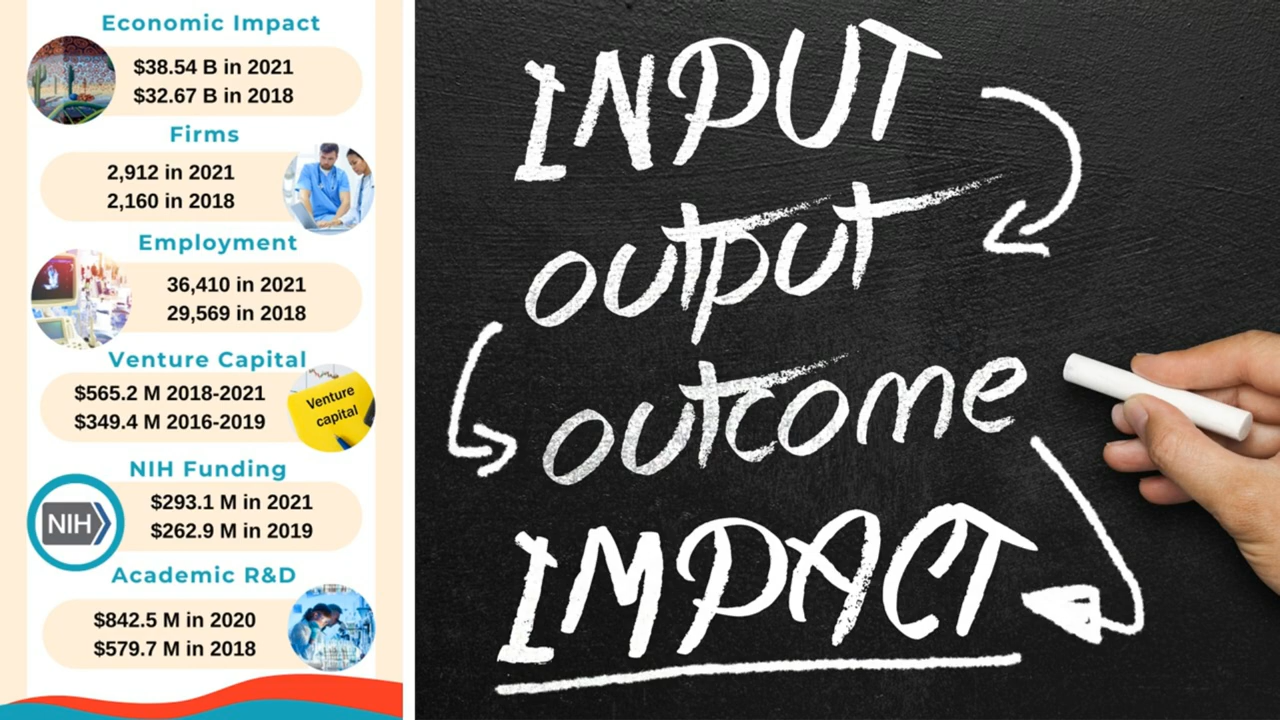 Economic Impact
$38.54 B in 2021
$32.67 B in 2018
Firms
2,912 in 2021
2,160 in 2018
Employment
36,410 in 2021
29,569 in 2018
Venture Capital
$565.2 M 2018-2021
$349.4 M 2016-2019
Venture
capital
NIH Funding
NIH
$293.1 M in 2021
$262.9 M in 2019
Academic R&D
$842.5 M in 2020
$579.7 M in 2018
INPUT
OUTPUT
OUTCOME
IMPACT